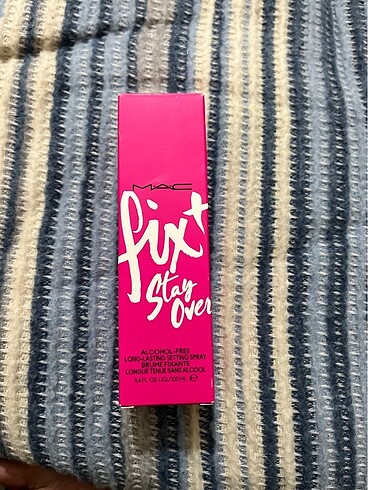 MAC
fix+
Stay
Over
ALCOHOL-FREE
LONG-LASTING SETTING SPRAY
BRUME FIXANTE
LONGUE TENUE SANS ALCOOL
3.4 FL.OZ.LIQ./100 ML ℮